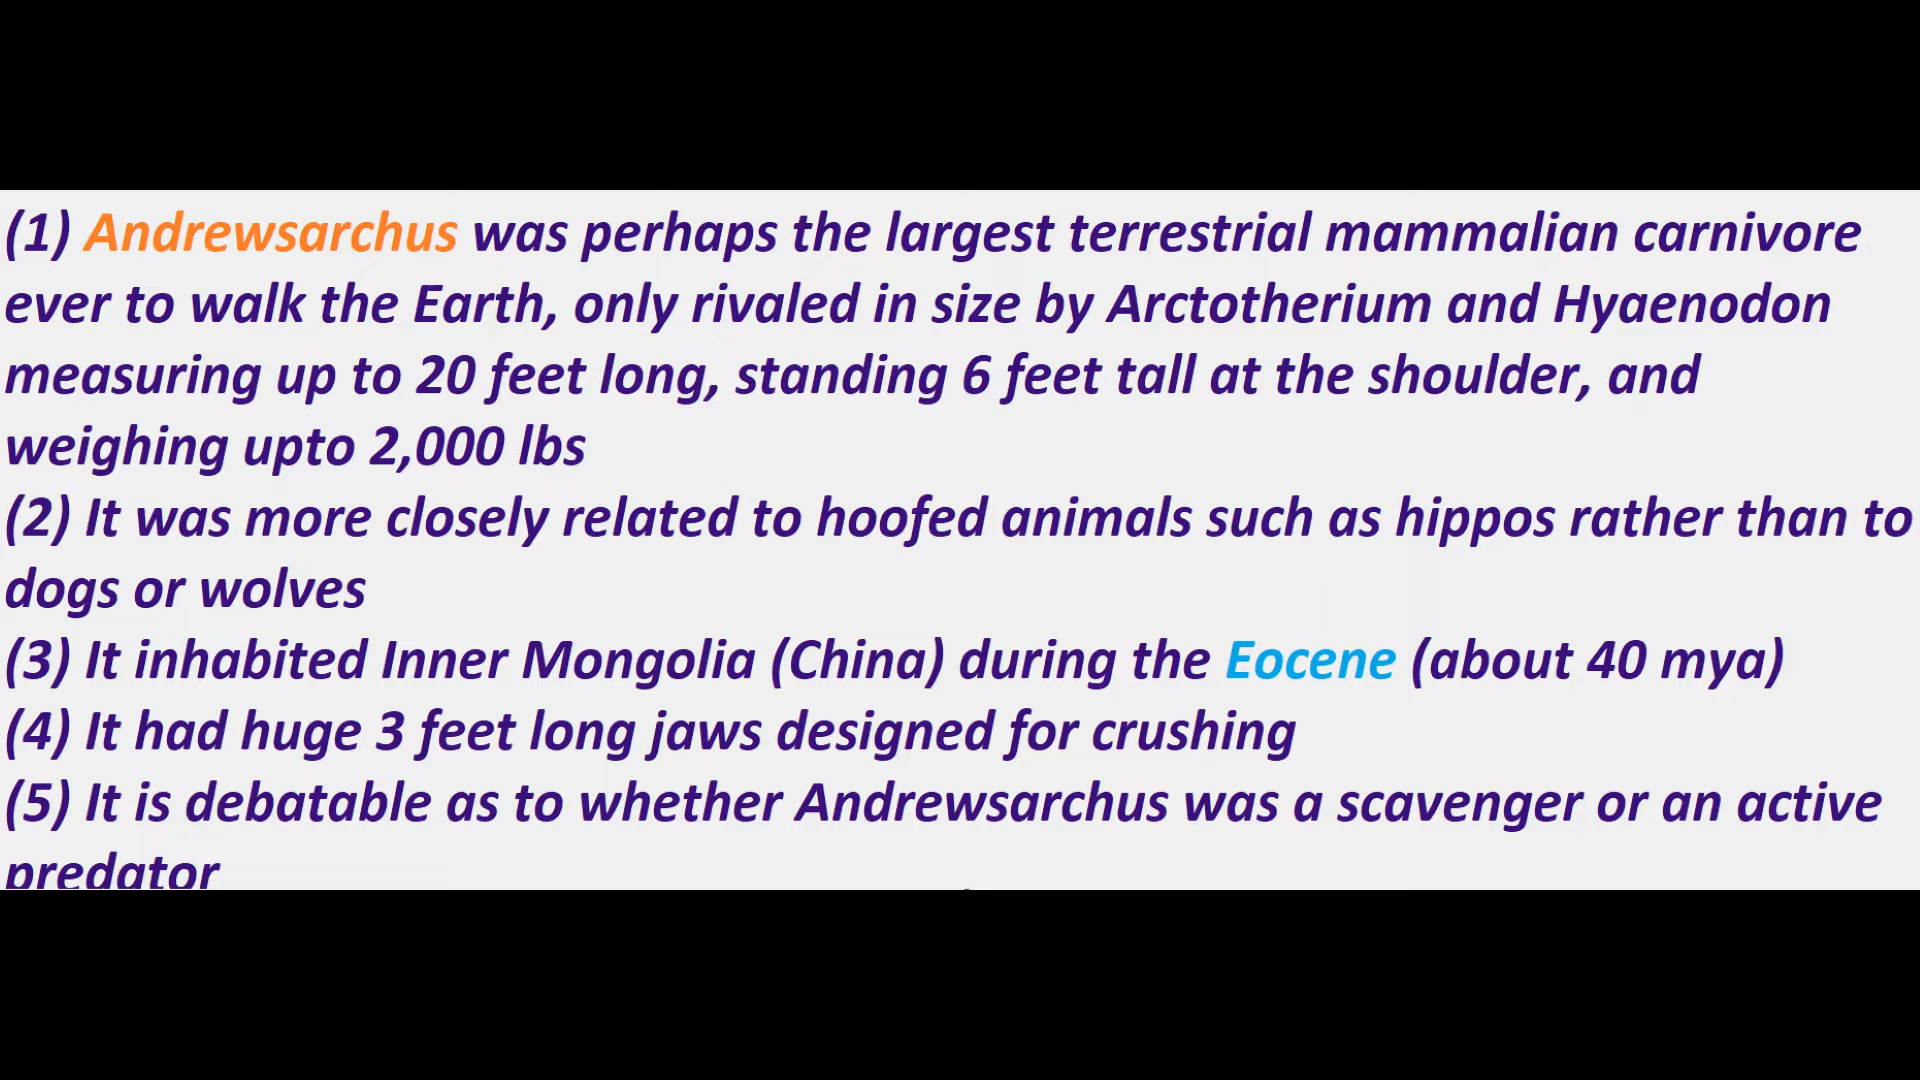 (1) Andrewsarchus was perhaps the largest terrestrial mammalian carnivore
ever to walk the Earth, only rivaled in size by Arctotherium and Hyaenodon
measuring up to 20 feet long, standing 6 feet tall at the shoulder, and
weighing upto 2,000 lbs
(2) It was more closely related to hoofed animals such as hippos rather than to
dogs or wolves
(3) It inhabited Inner Mongolia (China) during the Eocene (about 40 mya)
(4) It had huge 3 feet long jaws designed for crushing
(5) It is debatable as to whether Andrewsarchus was a scavenger or an active
predator